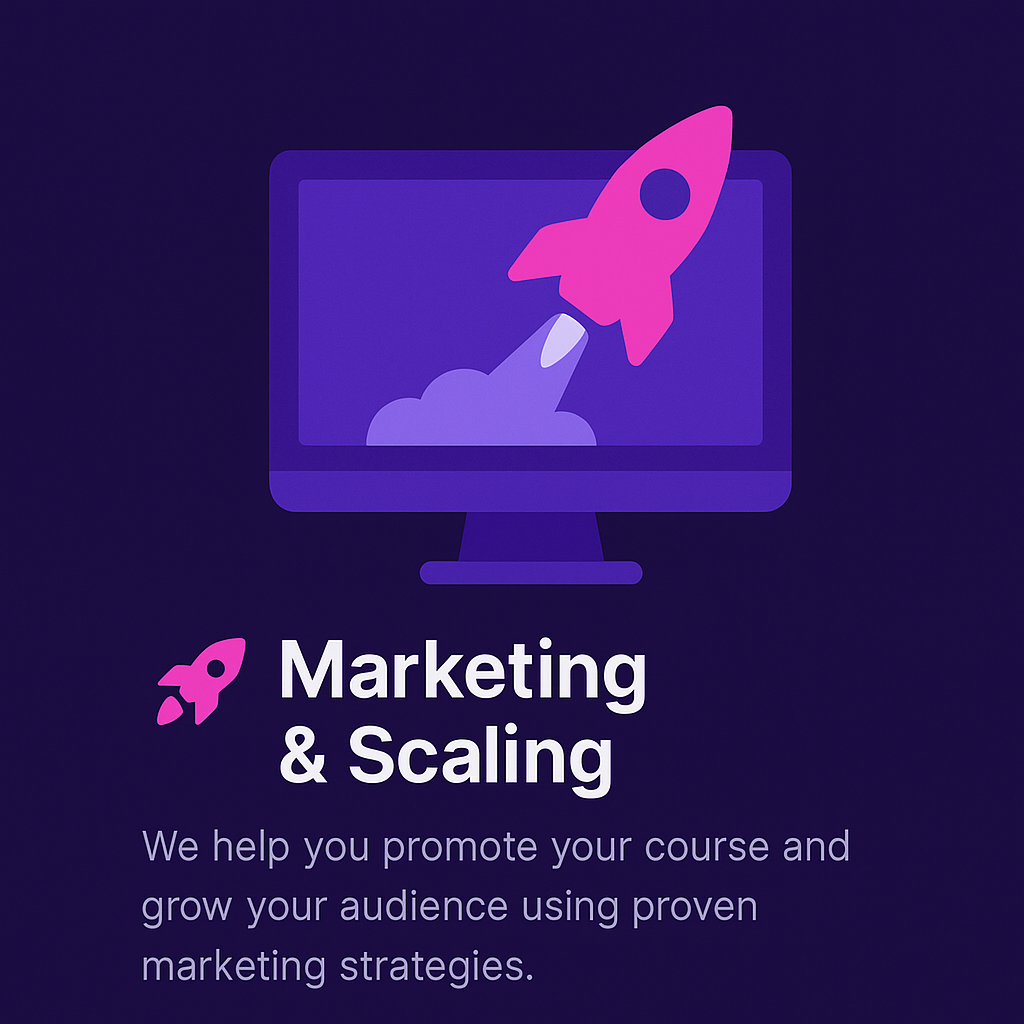 Marketing
& Scaling
We help you promote your course and
grow your audience using proven
marketing strategies.